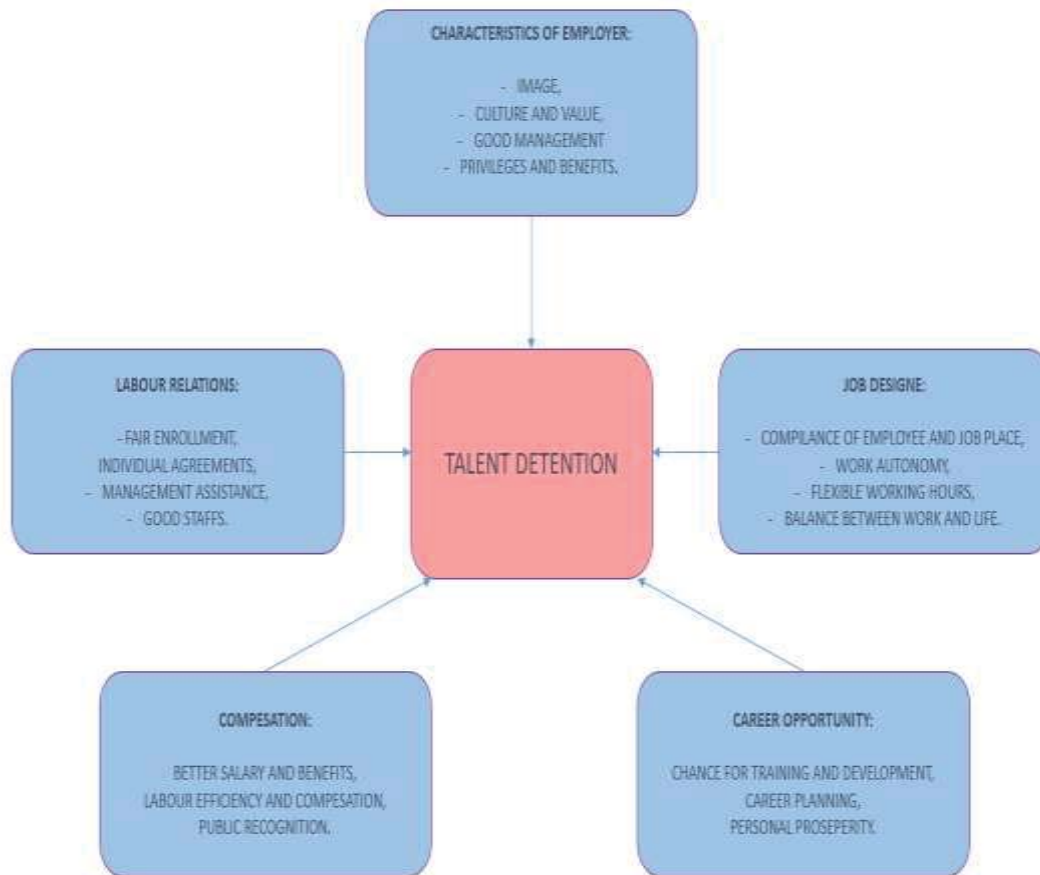 CHARACTERISTICS OF EMPLOYER:
- IMAGE,
- CULTURE AND VALUE,
- GOOD MANAGEMENT
- PRIVILEGES AND BENEFITS.
LABOUR RELATIONS:
- FAIR ENROLLMENT,
INDIVIDUAL AGREEMENTS,
- MANAGEMENT ASSISTANCE,
- GOOD STAFFS.
TALENT DETENTION
JOB DESIGNE:
- COMPILANCE OF EMPLOYEE AND JOB PLACE,
- WORK AUTONOMY,
- FLEXIBLE WORKING HOURS,
- BALANCE BETWEEN WORK AND LIFE.
COMPESATION:
BETTER SALARY AND BENEFITS,
LABOUR EFFICIENCY AND COMPESATION,
PUBLIC RECOGNITION.
CAREER OPPORTUNITY:
CHANCE FOR TRAINING AND DEVELOPMENT,
CAREER PLANNING,
PERSONAL PROSEPERITY.